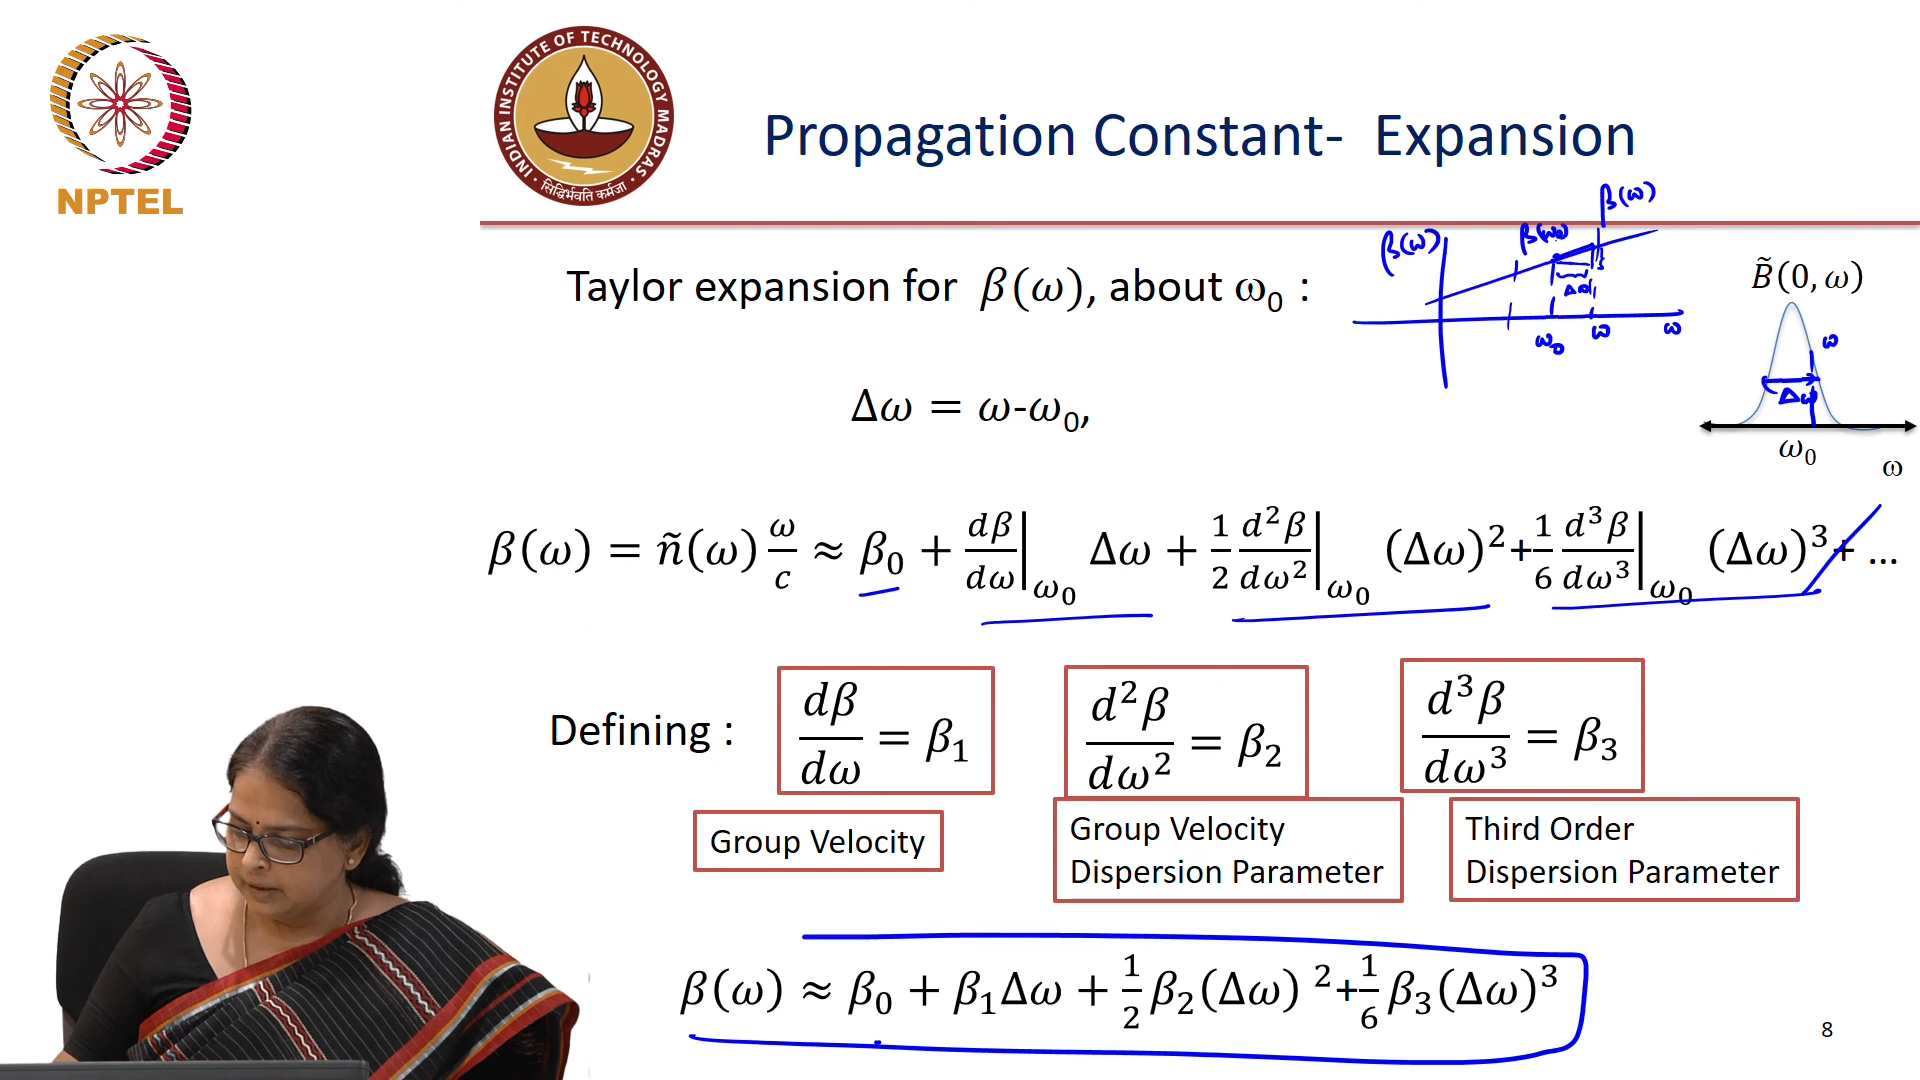 NPTEL
INDIAN INSTITUTE OF TECHNOLOGY MADRAS
सिद्धिर्भवति कर्मजा
Propagation Constant- Expansion
β(ω)
β(ω)
β(ω₀)
Δω
ω₀
ω
ω
Taylor expansion for β(ω), about ω₀ :
B̃(0, ω)
ω
Δω
ω₀
ω
Δω = ω-ω₀,
β(ω) = ñ(ω) ω/c ≈ β₀ + dβ/dω|ω₀ Δω + 1/2 d²β/dω²|ω₀ (Δω)²+1/6 d³β/dω³|ω₀ (Δω)³+ ...
Defining :
dβ/dω = β₁
d²β/dω² = β₂
d³β/dω³ = β₃
Group Velocity
Group Velocity
Dispersion Parameter
Third Order
Dispersion Parameter
β(ω) ≈ β₀ + β₁Δω + 1/2 β₂(Δω) ²+1/6 β₃(Δω)³
8